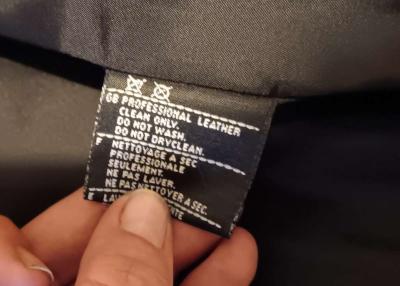 GB PROFESSIONAL LEATHER
CLEAN ONLY.
DO NOT WASH.
DO NOT DRYCLEAN.
F NETTOYAGE A SEC
PROFESSIONALE
SEULEMENT.
NE PAS LAVER.
NE PAS NETTOYER A SEC.